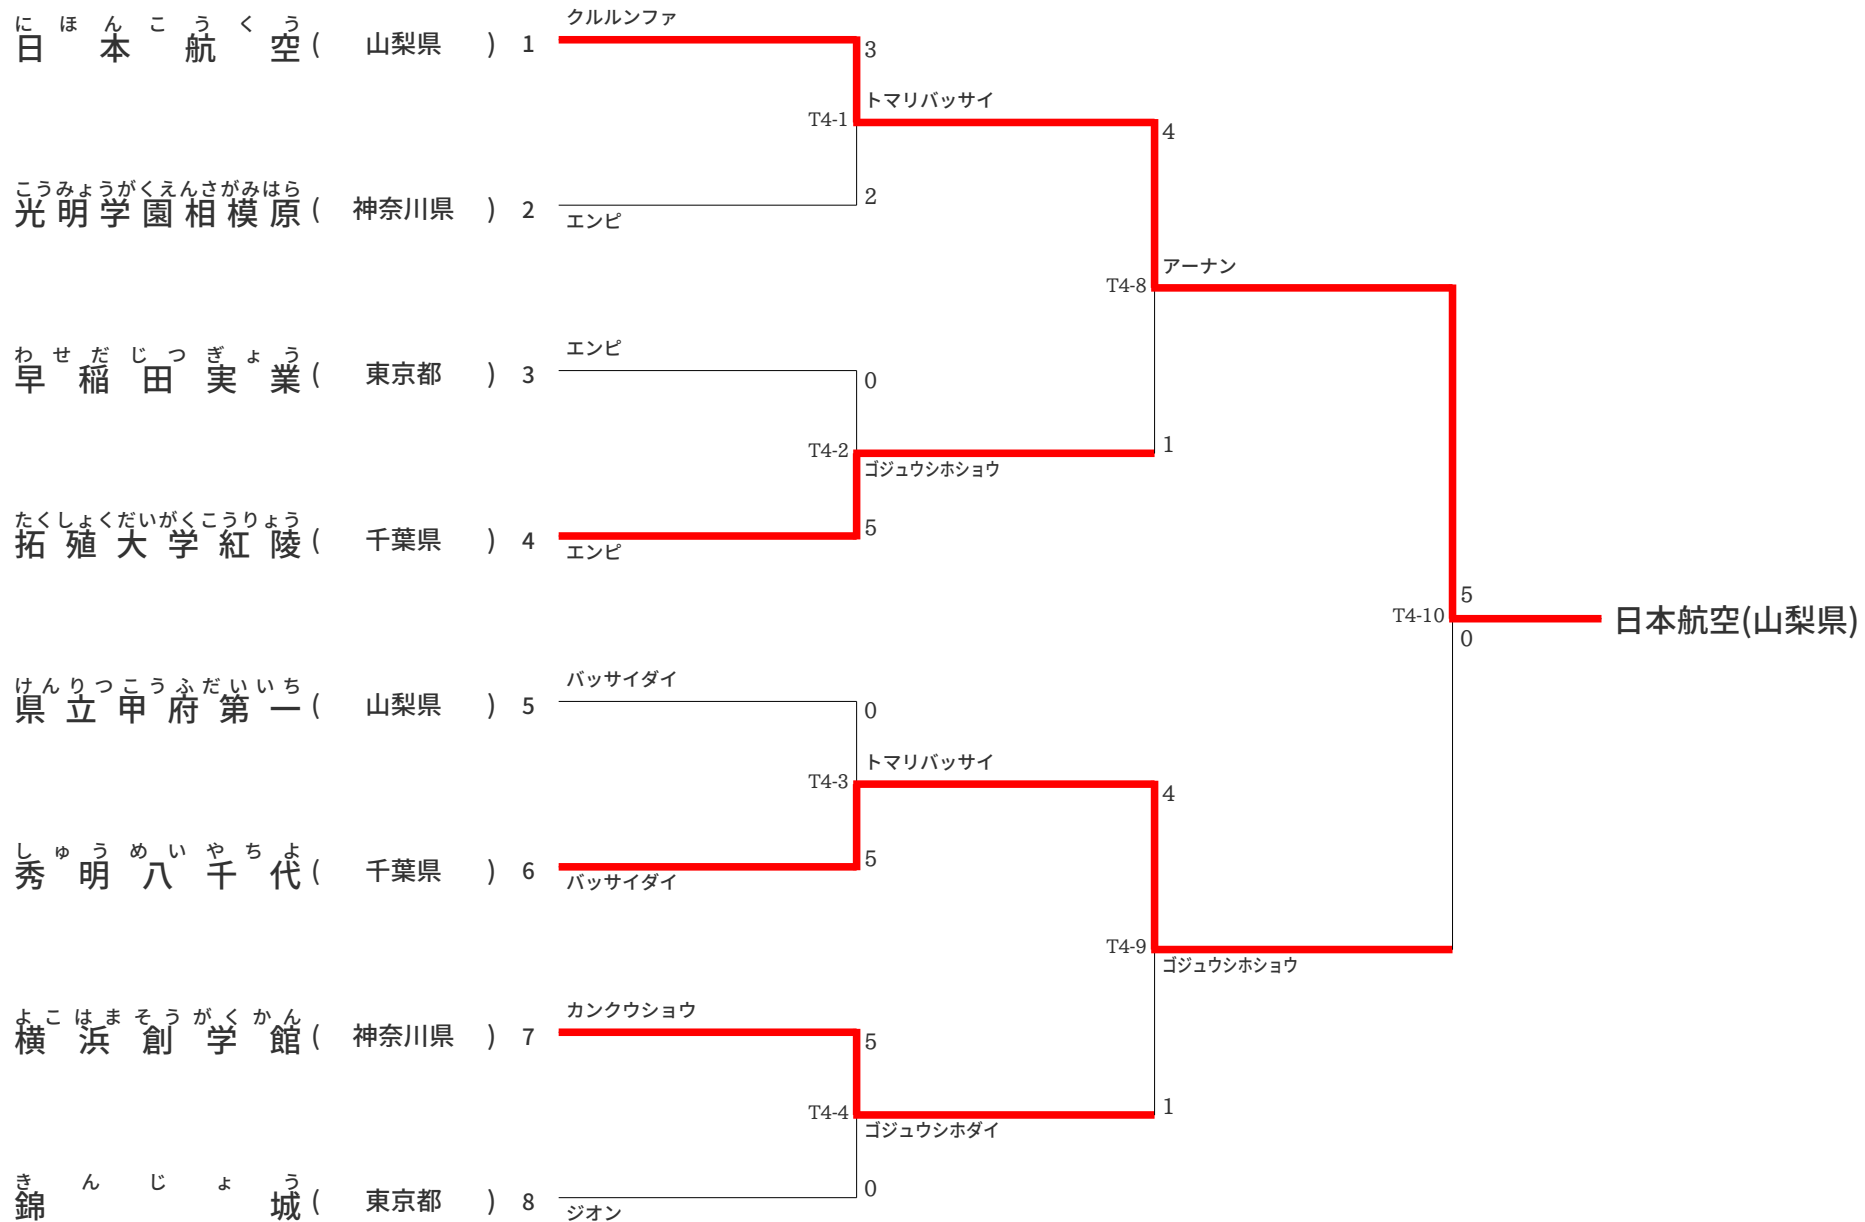 にほんこうくう
日本航空 ( 山梨県 ) 1
クルルンファ
3
トマリバッサイ
T4-1
4
こうみょうがくえんさがみはら
光明学園相模原 ( 神奈川県 ) 2
エンピ
2
アーナン
T4-8
わせだじつぎょう
早稲田実業 ( 東京都 ) 3
エンピ
0
T4-2
ゴジュウシホショウ
1
たくしょくだいがくこうりょう
拓殖大学紅陵 ( 千葉県 ) 4
エンピ
5
5
T4-10
0
日本航空(山梨県)
けんりつこうふだいいち
県立甲府第一 ( 山梨県 ) 5
バッサイダイ
0
トマリバッサイ
T4-3
4
しゅうめいやちよ
秀明八千代 ( 千葉県 ) 6
バッサイダイ
5
T4-9
ゴジュウシホショウ
よこはまそうがくかん
横浜創学館 ( 神奈川県 ) 7
カンクウショウ
5
T4-4
ゴジュウシホダイ
1
きんじょう
錦城 ( 東京都 ) 8
ジオン
0